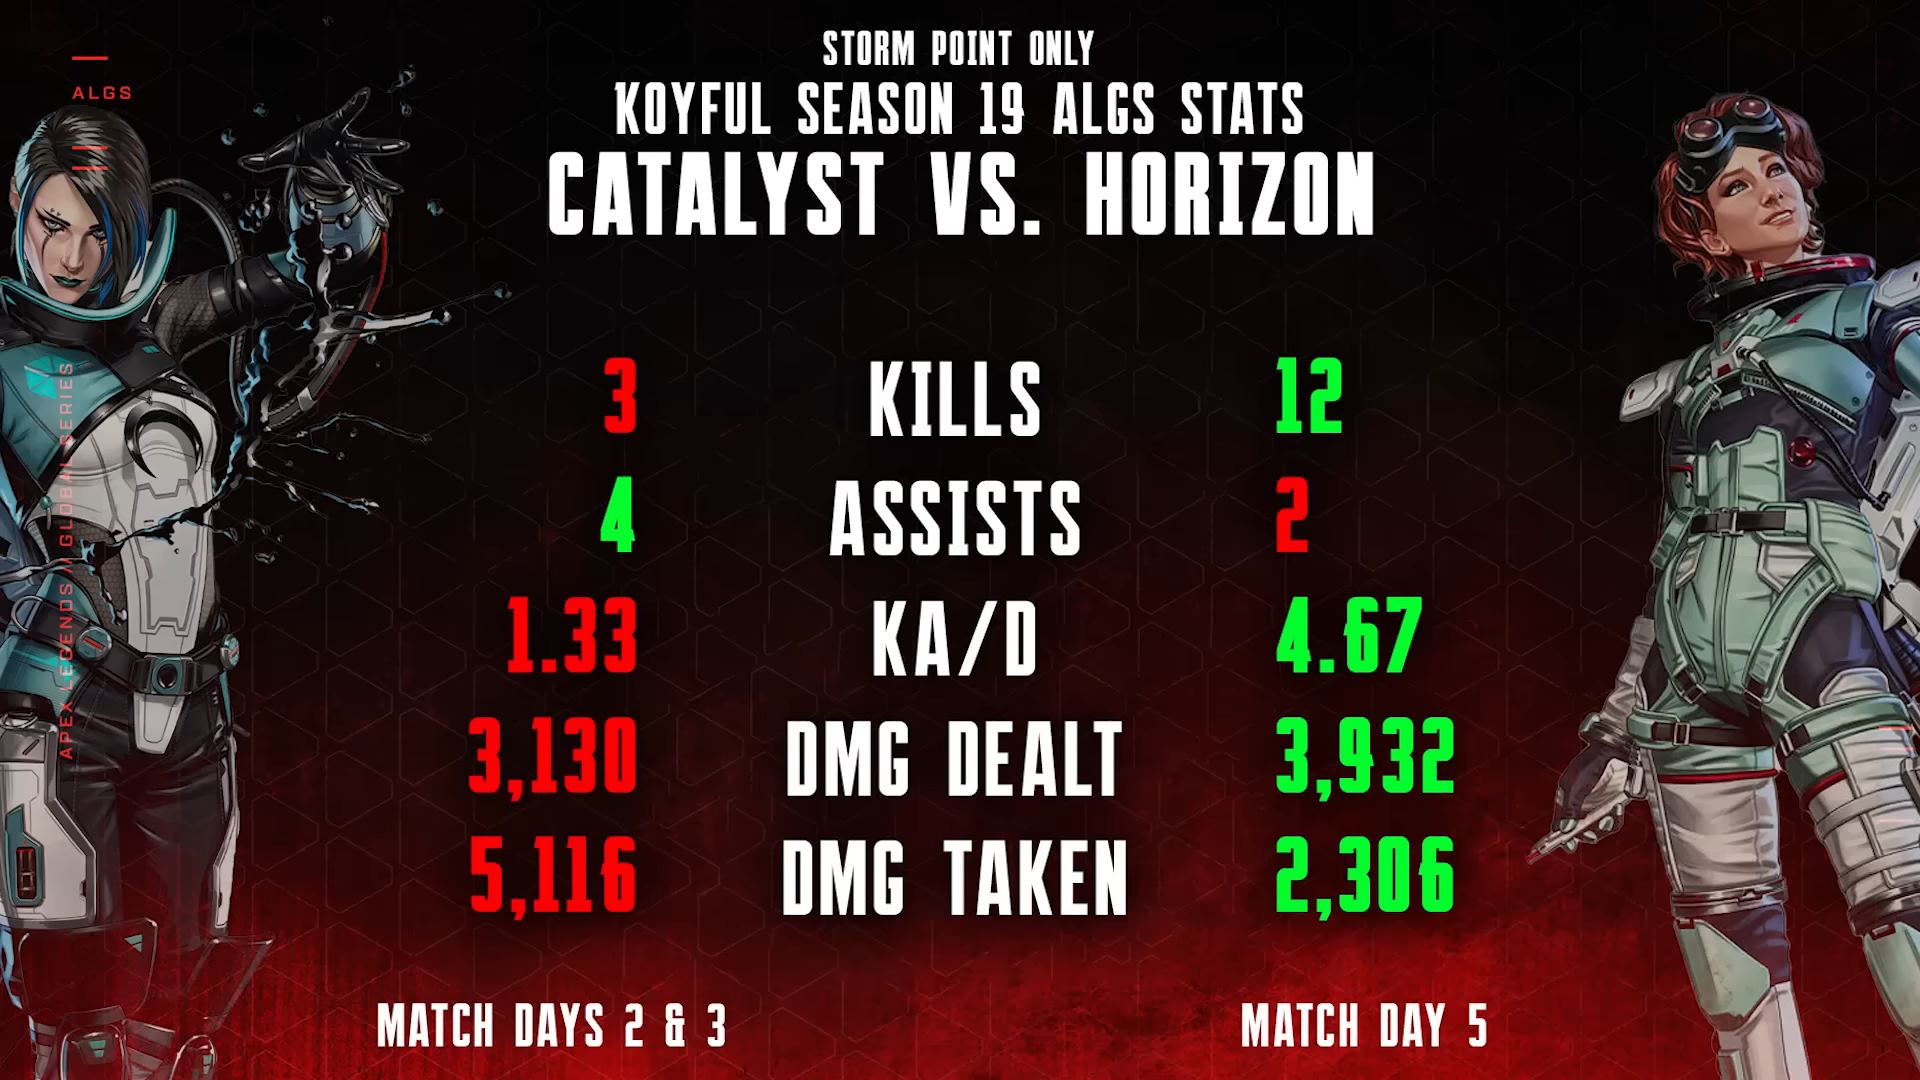 STORM POINT ONLY
KOYFUL SEASON 19 ALGS STATS
CATALYST VS. HORIZON
ALGS
APEX LEGENDS // GLOBAL SERIES
3 KILLS 12
4 ASSISTS 2
1.33 KA/D 4.67
3,130 DMG DEALT 3,932
5,116 DMG TAKEN 2,306
MATCH DAYS 2 & 3
MATCH DAY 5